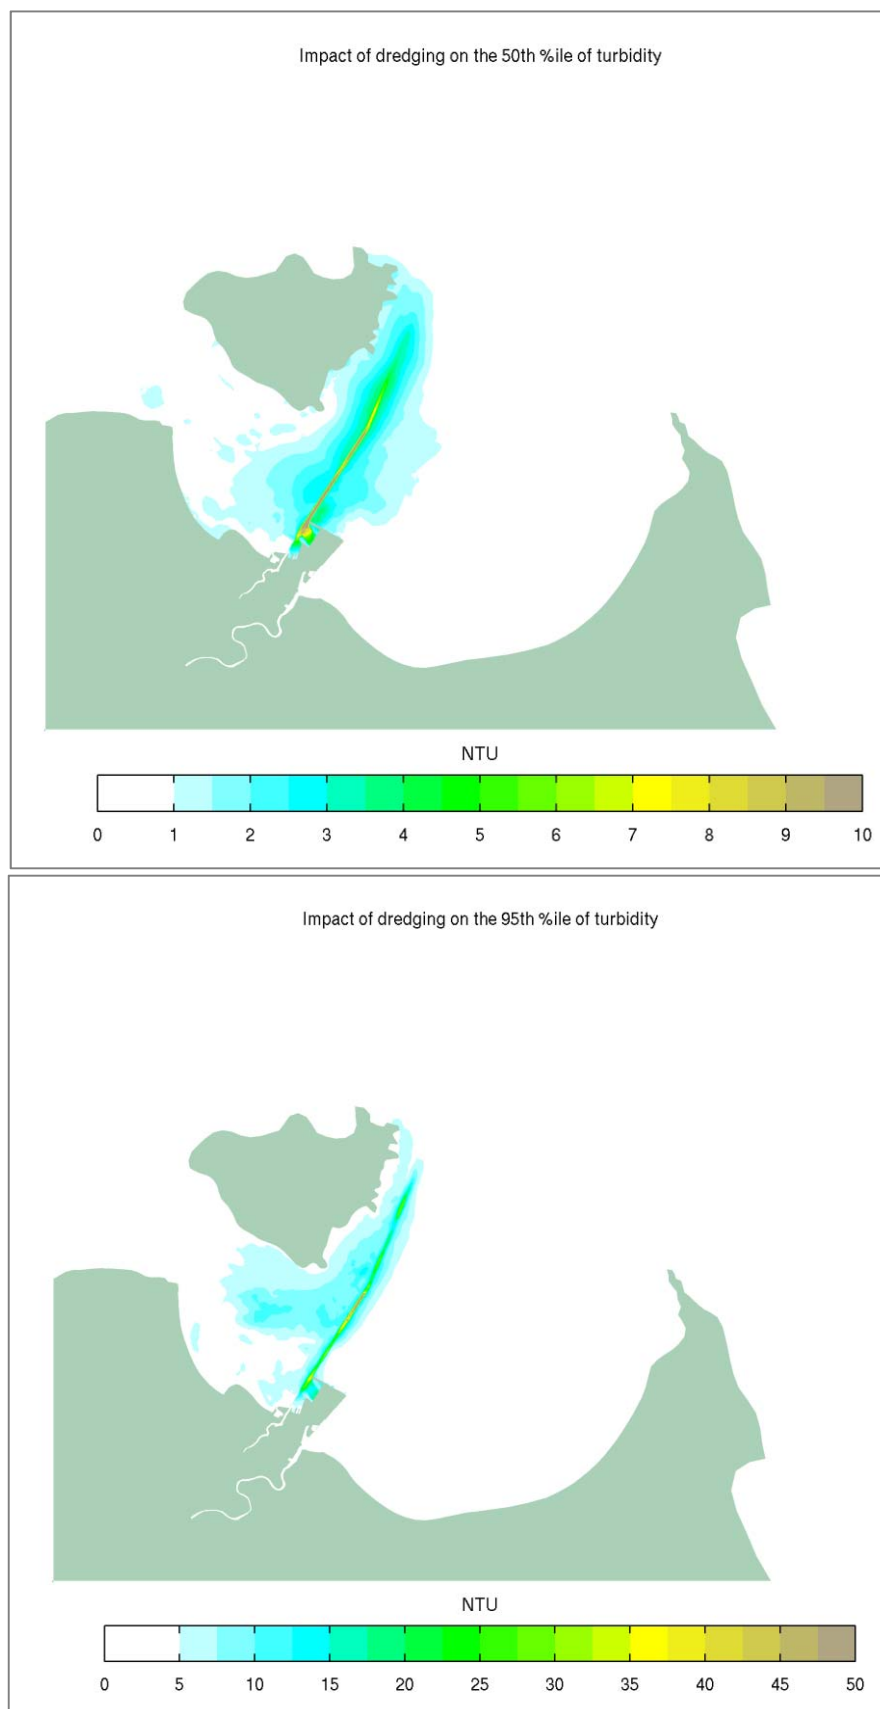 Impact of dredging on the 50th %ile of turbidity
NTU
0 1 2 3 4 5 6 7 8 9 10
Impact of dredging on the 95th %ile of turbidity
NTU
0 5 10 15 20 25 30 35 40 45 50